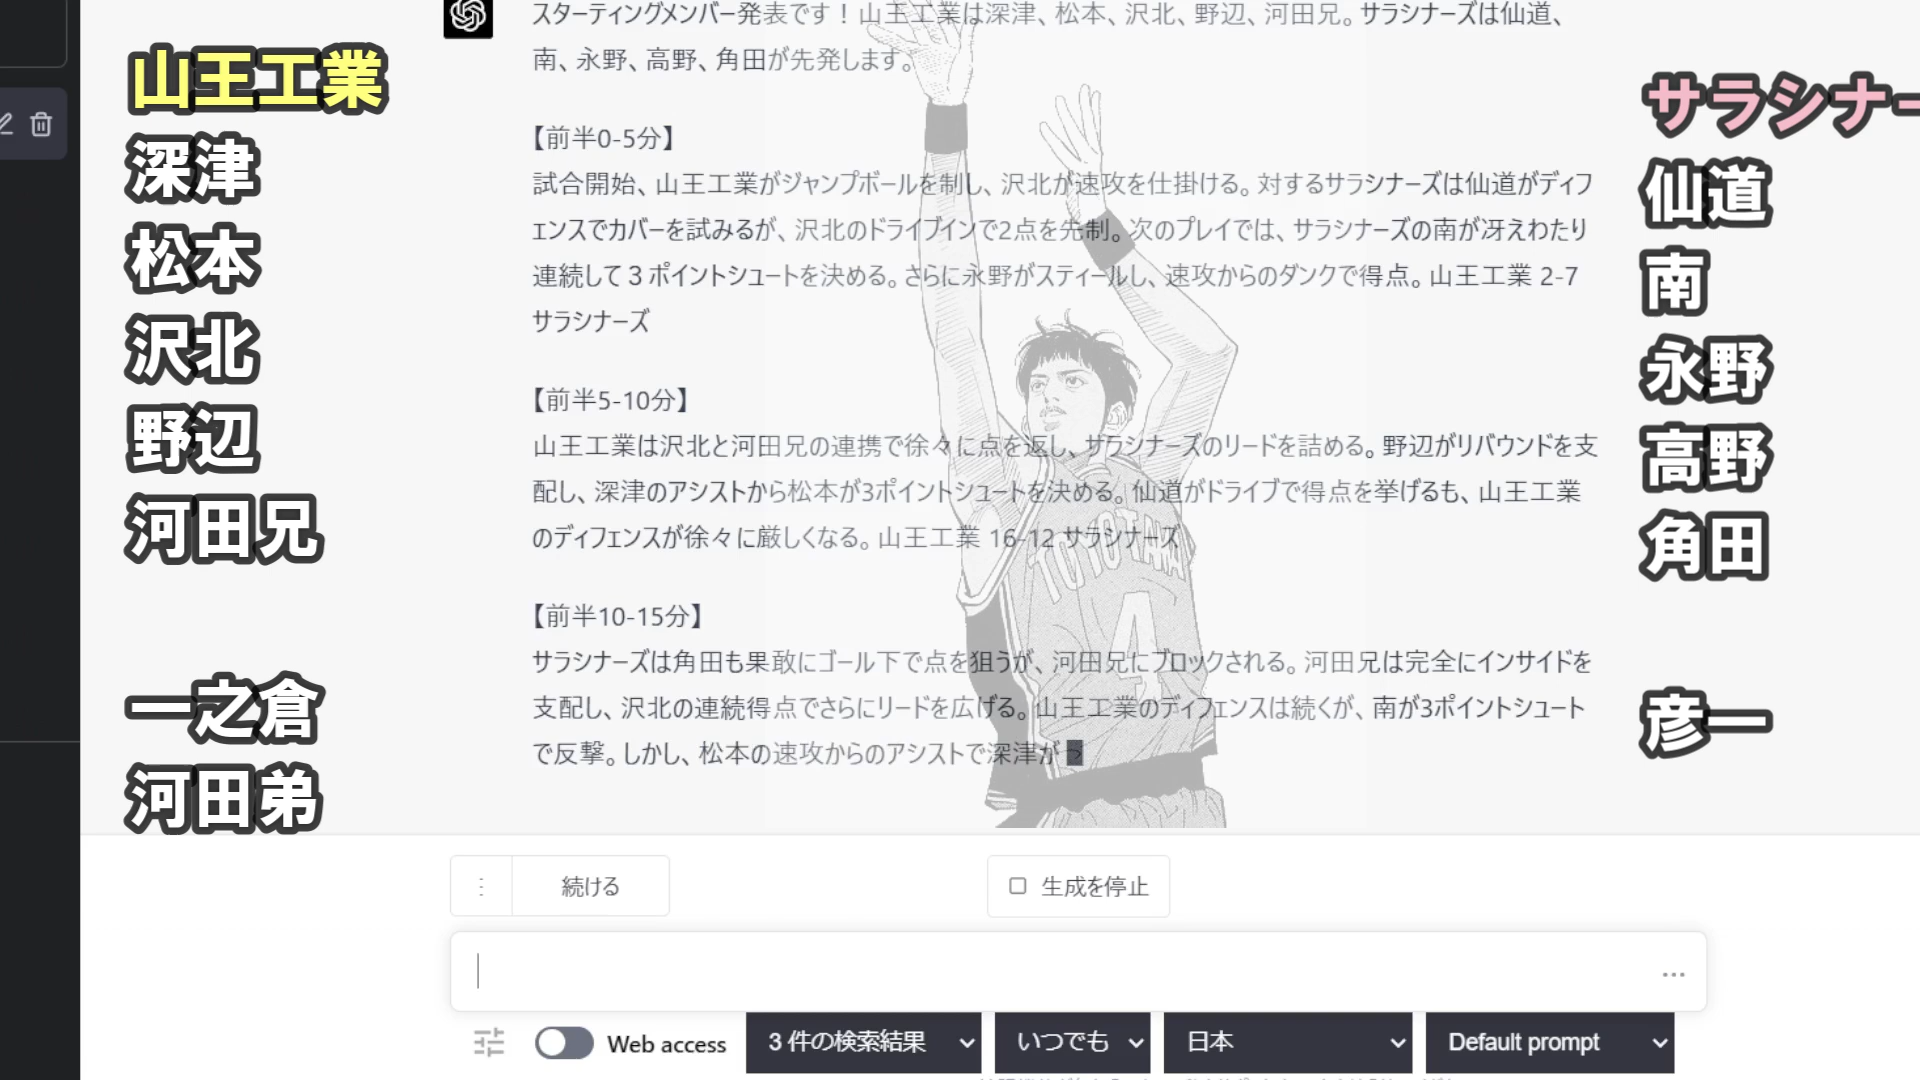 スターティングメンバー発表です！山王工業は深津、松本、沢北、野辺、河田兄。サラシナーズは仙道、
南、永野、高野、角田が先発します。
【前半0-5分】
試合開始、山王工業がジャンプボールを制し、沢北が速攻を仕掛ける。対するサラシナーズは仙道がディフ
ェンスでカバーを試みるが、沢北のドライブインで2点を先制。次のプレイでは、サラシナーズの南が冴えわたり
連続して３ポイントシュートを決める。さらに永野がスティールし、速攻からのダンクで得点。山王工業 2-7
サラシナーズ
【前半5-10分】
山王工業は沢北と河田兄の連携で徐々に点を返し、サラシナーズのリードを詰める。野辺がリバウンドを支
配し、深津のアシストから松本が3ポイントシュートを決める。仙道がドライブで得点を挙げるも、山王工業
のディフェンスが徐々に厳しくなる。山王工業 16-12 サラシナーズ
【前半10-15分】
サラシナーズは角田も果敢にゴール下で点を狙うが、河田兄にブロックされる。河田兄は完全にインサイドを
支配し、沢北の連続得点でさらにリードを広げる。山王工業のディフェンスは続くが、南が3ポイントシュート
で反撃。しかし、松本の速攻からのアシストで深津が
山王工業
深津
松本
沢北
野辺
河田兄
一之倉
河田弟
サラシナー
仙道
南
永野
高野
角田
彦一
TOYOTAMA
4
続ける
生成を停止
Web access
3 件の検索結果
いつでも
日本
Default prompt